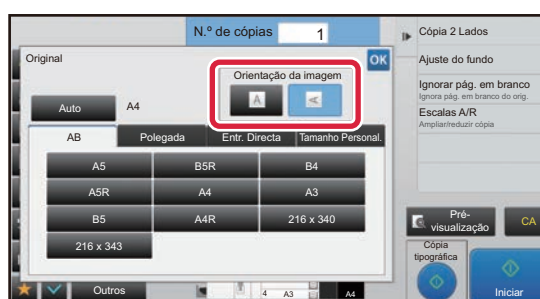 N.º de cópias
1
Original
OK
Orientação da imagem
A
A
Auto
A4
AB
Polegada
Entr. Directa
Tamanho Personal.
A5
B5R
B4
A5R
A4
A3
B5
A4R
216 x 340
216 x 343
Outros
4
A3
A4
Cópia 2 Lados
Ajuste do fundo
Ignorar pág. em branco
Ignora pág. em branco do orig.
Escalas A/R
Ampliar/reduzir cópia
Pré-
visualização
CA
Cópia
tipográfica
Iniciar